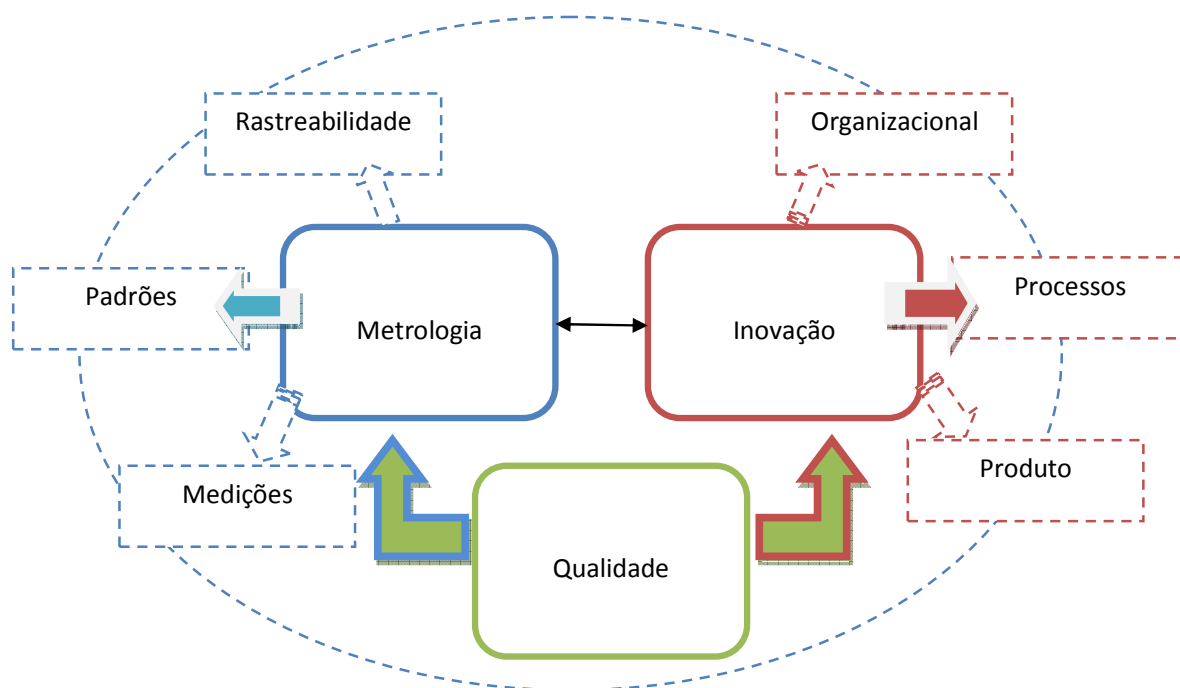 Rastreabilidade
Organizacional
Padrões
Processos
Metrologia
Inovação
Medições
Produto
Qualidade